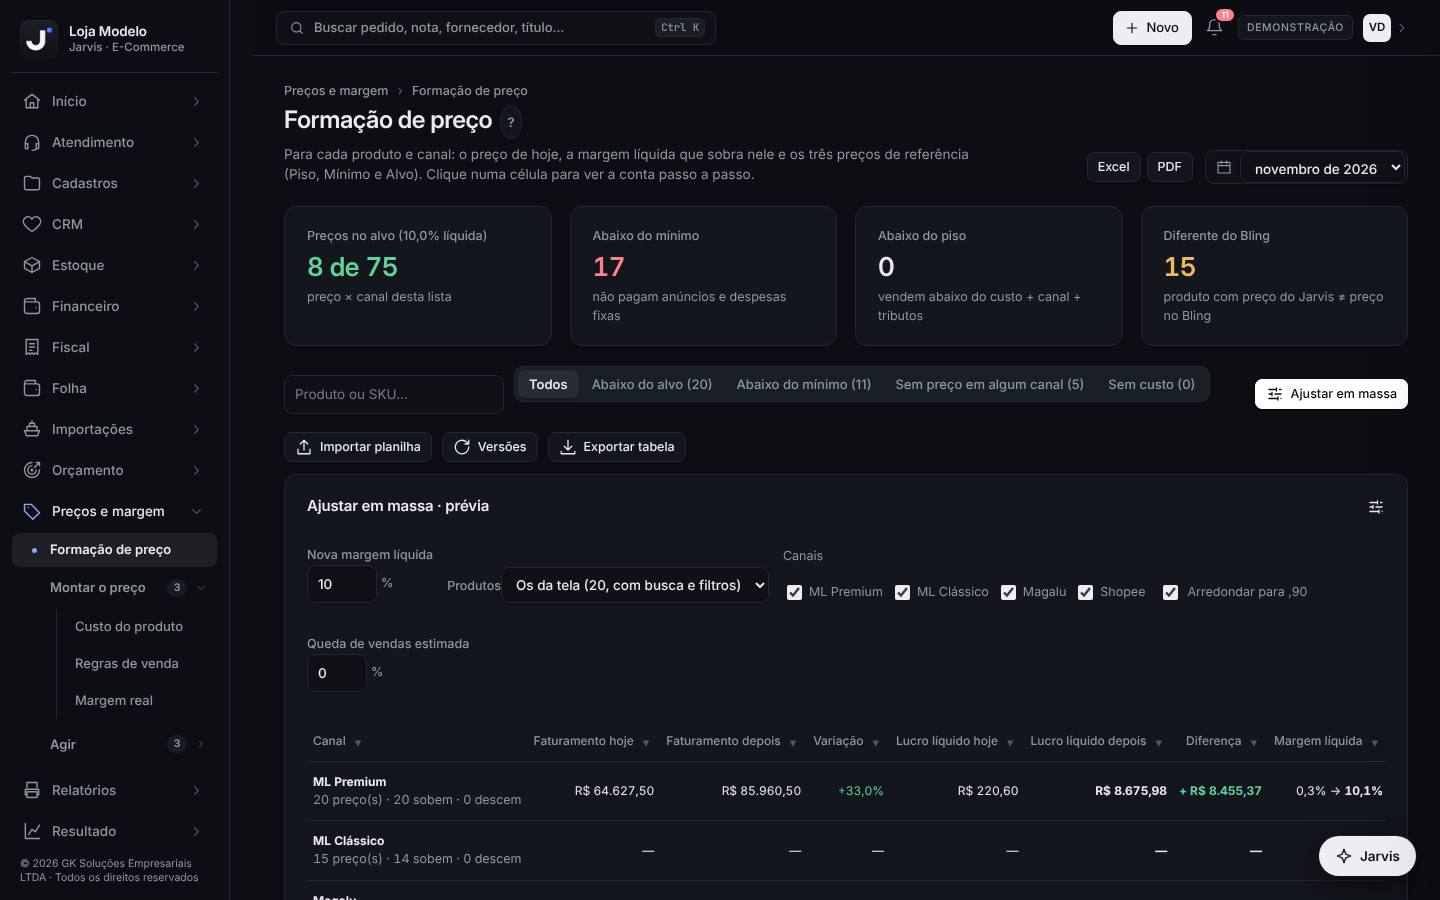 Loja Modelo
Jarvis · E-Commerce
Buscar pedido, nota, fornecedor, título...
Ctrl K
Novo
11
DEMONSTRAÇÃO
VD
Início
Atendimento
Cadastros
CRM
Estoque
Financeiro
Fiscal
Folha
Importações
Orçamento
Preços e margem
Formação de preço
Montar o preço 3
Custo do produto
Regras de venda
Margem real
Agir 3
Relatórios
Resultado
© 2026 GK Soluções Empresariais
LTDA · Todos os direitos reservados
Preços e margem › Formação de preço
Formação de preço ?
Para cada produto e canal: o preço de hoje, a margem líquida que sobra nele e os três preços de referência
(Piso, Mínimo e Alvo). Clique numa célula para ver a conta passo a passo.
Excel
PDF
novembro de 2026
Preços no alvo (10,0% líquida)
8 de 75
preço × canal desta lista
Abaixo do mínimo
17
não pagam anúncios e despesas
fixas
Abaixo do piso
0
vendem abaixo do custo + canal +
tributos
Diferente do Bling
15
produto com preço do Jarvis ≠ preço
no Bling
Produto ou SKU...
Todos
Abaixo do alvo (20)
Abaixo do mínimo (11)
Sem preço em algum canal (5)
Sem custo (0)
Ajustar em massa
Importar planilha
Versões
Exportar tabela
Ajustar em massa · prévia
Nova margem líquida
10 %
Produtos Os da tela (20, com busca e filtros)
Canais
ML Premium
ML Clássico
Magalu
Shopee
Arredondar para ,90
Queda de vendas estimada
0 %
Canal ▼ Faturamento hoje ▼ Faturamento depois ▼ Variação ▼ Lucro líquido hoje ▼ Lucro líquido depois ▼ Diferença ▼ Margem líquida ▼
ML Premium
20 preço(s) · 20 sobem · 0 descem
R$ 64.627,50 R$ 85.960,50 +33,0% R$ 220,60 R$ 8.675,98 + R$ 8.455,37 0,3% → 10,1%
ML Clássico
15 preço(s) · 14 sobem · 0 descem
— — — — — —
Magalu
Jarvis